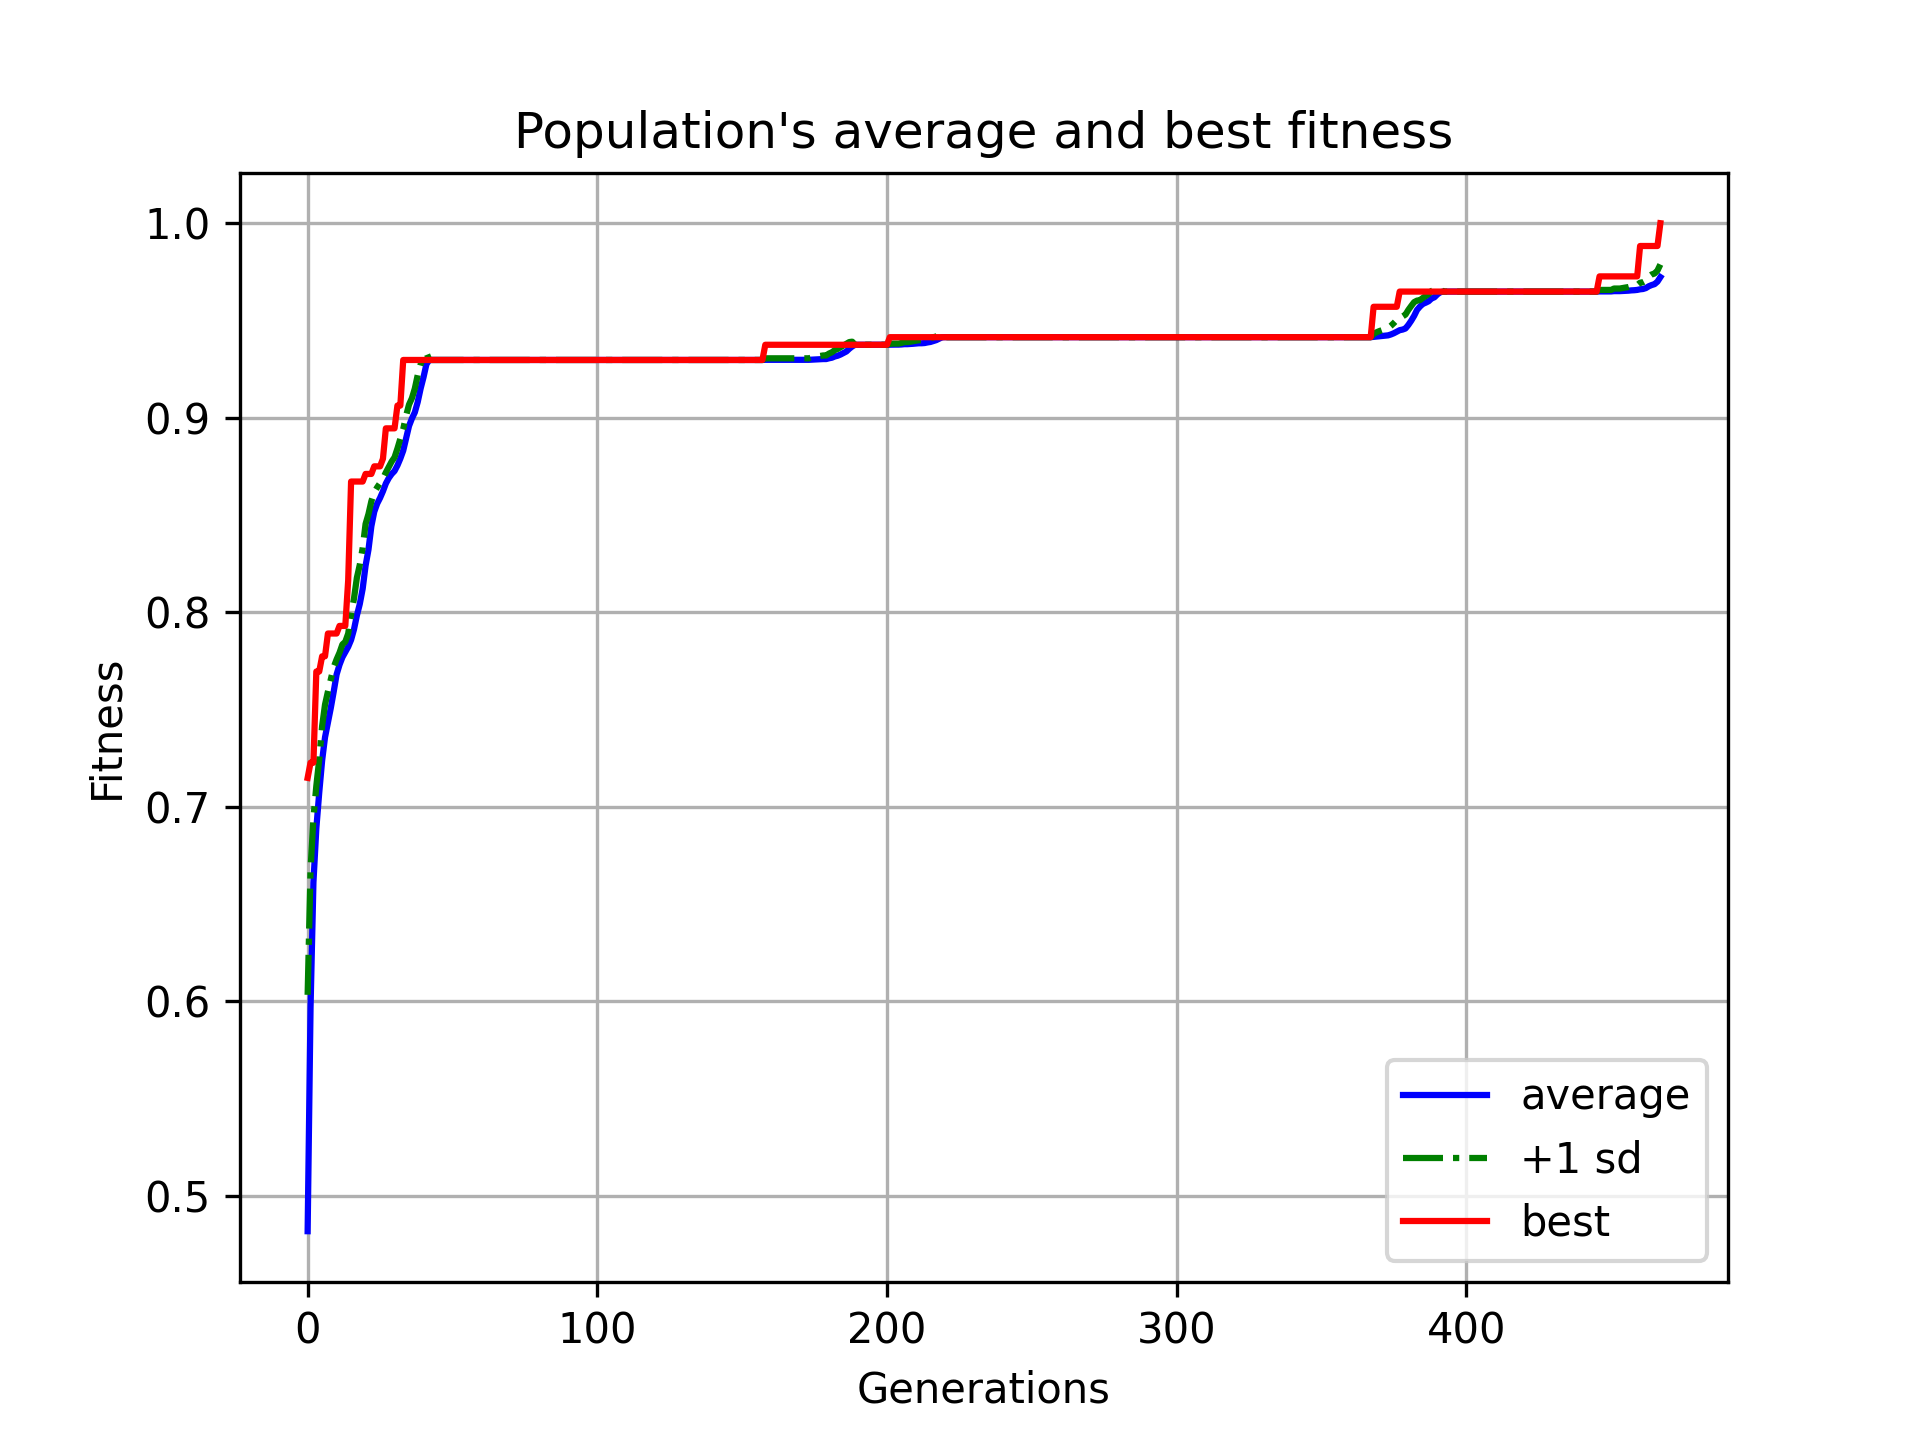 Population's average and best fitness
1.0
0.9
0.8
0.7
0.6
0.5
Fitness
0 100 200 300 400
Generations
average
+1 sd
best